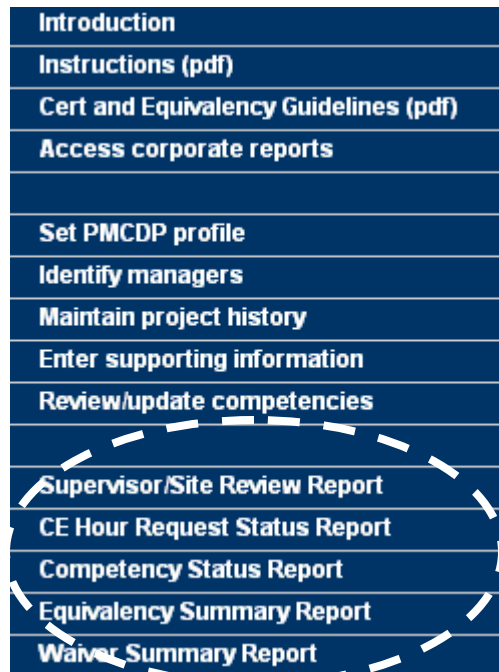 Introduction
Instructions (pdf)
Cert and Equivalency Guidelines (pdf)
Access corporate reports
Set PMCDP profile
Identify managers
Maintain project history
Enter supporting information
Review/update competencies
Supervisor/Site Review Report
CE Hour Request Status Report
Competency Status Report
Equivalency Summary Report
Waiver Summary Report